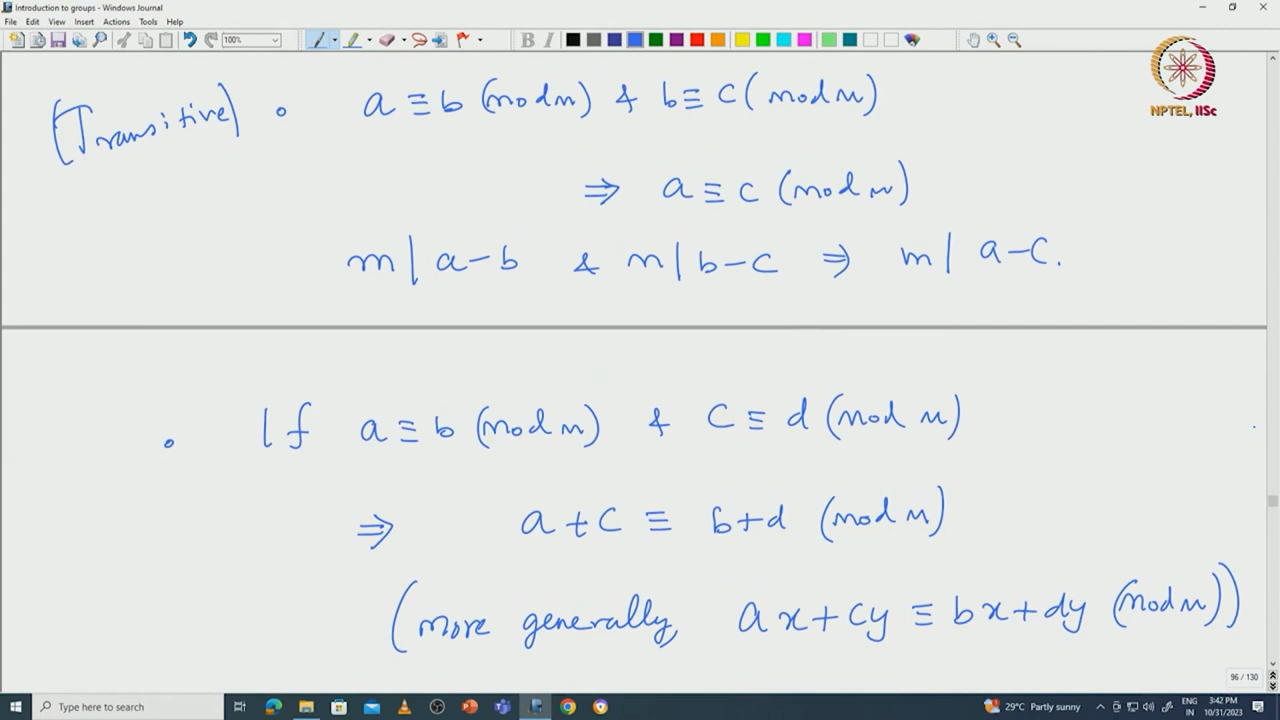 Introduction to groups - Windows Journal
File Edit View Insert Actions Tools Help
100%
B I
NPTEL, IISc
(Transitive) • a ≡ b (mod m) & b ≡ c (mod m)
⇒ a ≡ c (mod m)
m | a-b & m | b-c ⇒ m | a-c.
• If a ≡ b (mod m) & c ≡ d (mod m)
⇒ a+c ≡ b+d (mod m)
(more generally, ax+cy ≡ bx+dy (mod m))
96 / 130
Type here to search
29°C Partly sunny
ENG
IN
3:42 PM
10/31/2023